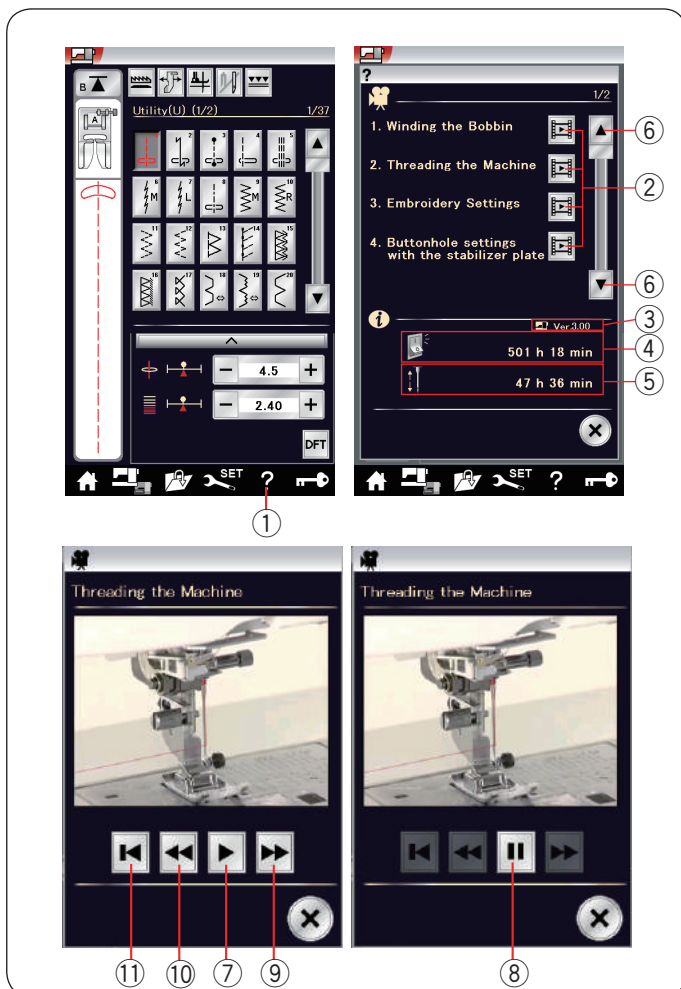 B
A
Utility(U) (1/2) 1/37
1 2 3 4 5
6 M 7 L 8 9 M 10 R
11 12 13 14 15
16 17 18 19 20
− 4.5 +
− 2.40 +
DFT
SET ?
①
?
1/2
1. Winding the Bobbin
2. Threading the Machine
3. Embroidery Settings
4. Buttonhole settings
with the stabilizer plate
⑥
②
⑥
i
Ver.3.00
③
501 h 18 min
④
47 h 36 min
⑤
SET ?
Threading the Machine
⑪ ⑩ ⑦ ⑨
Threading the Machine
⑧